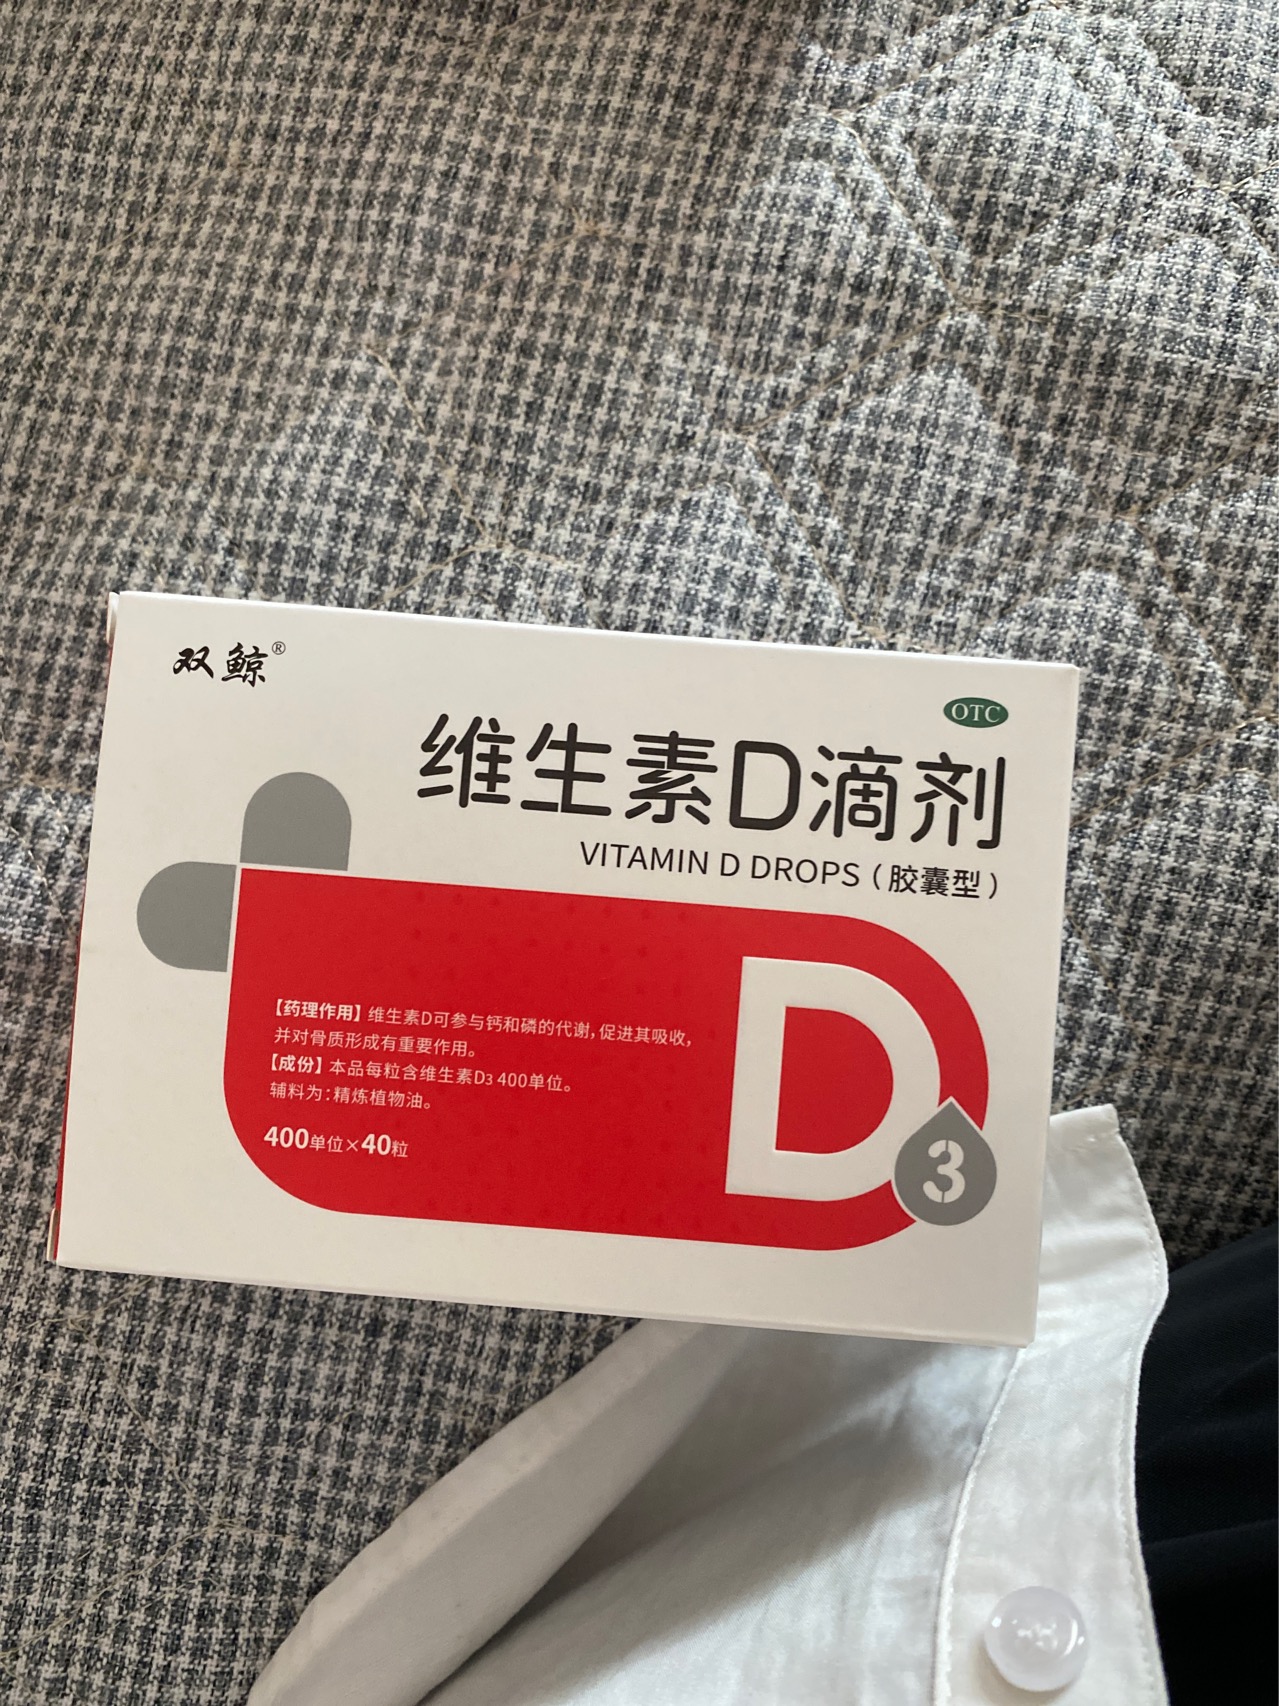 双鲸®
OTC
维生素D滴剂
VITAMIN D DROPS（胶囊型）
【药理作用】维生素D可参与钙和磷的代谢,促进其吸收,
并对骨质形成有重要作用。
【成份】本品每粒含维生素D3 400单位。
辅料为:精炼植物油。
400单位×40粒
D
3